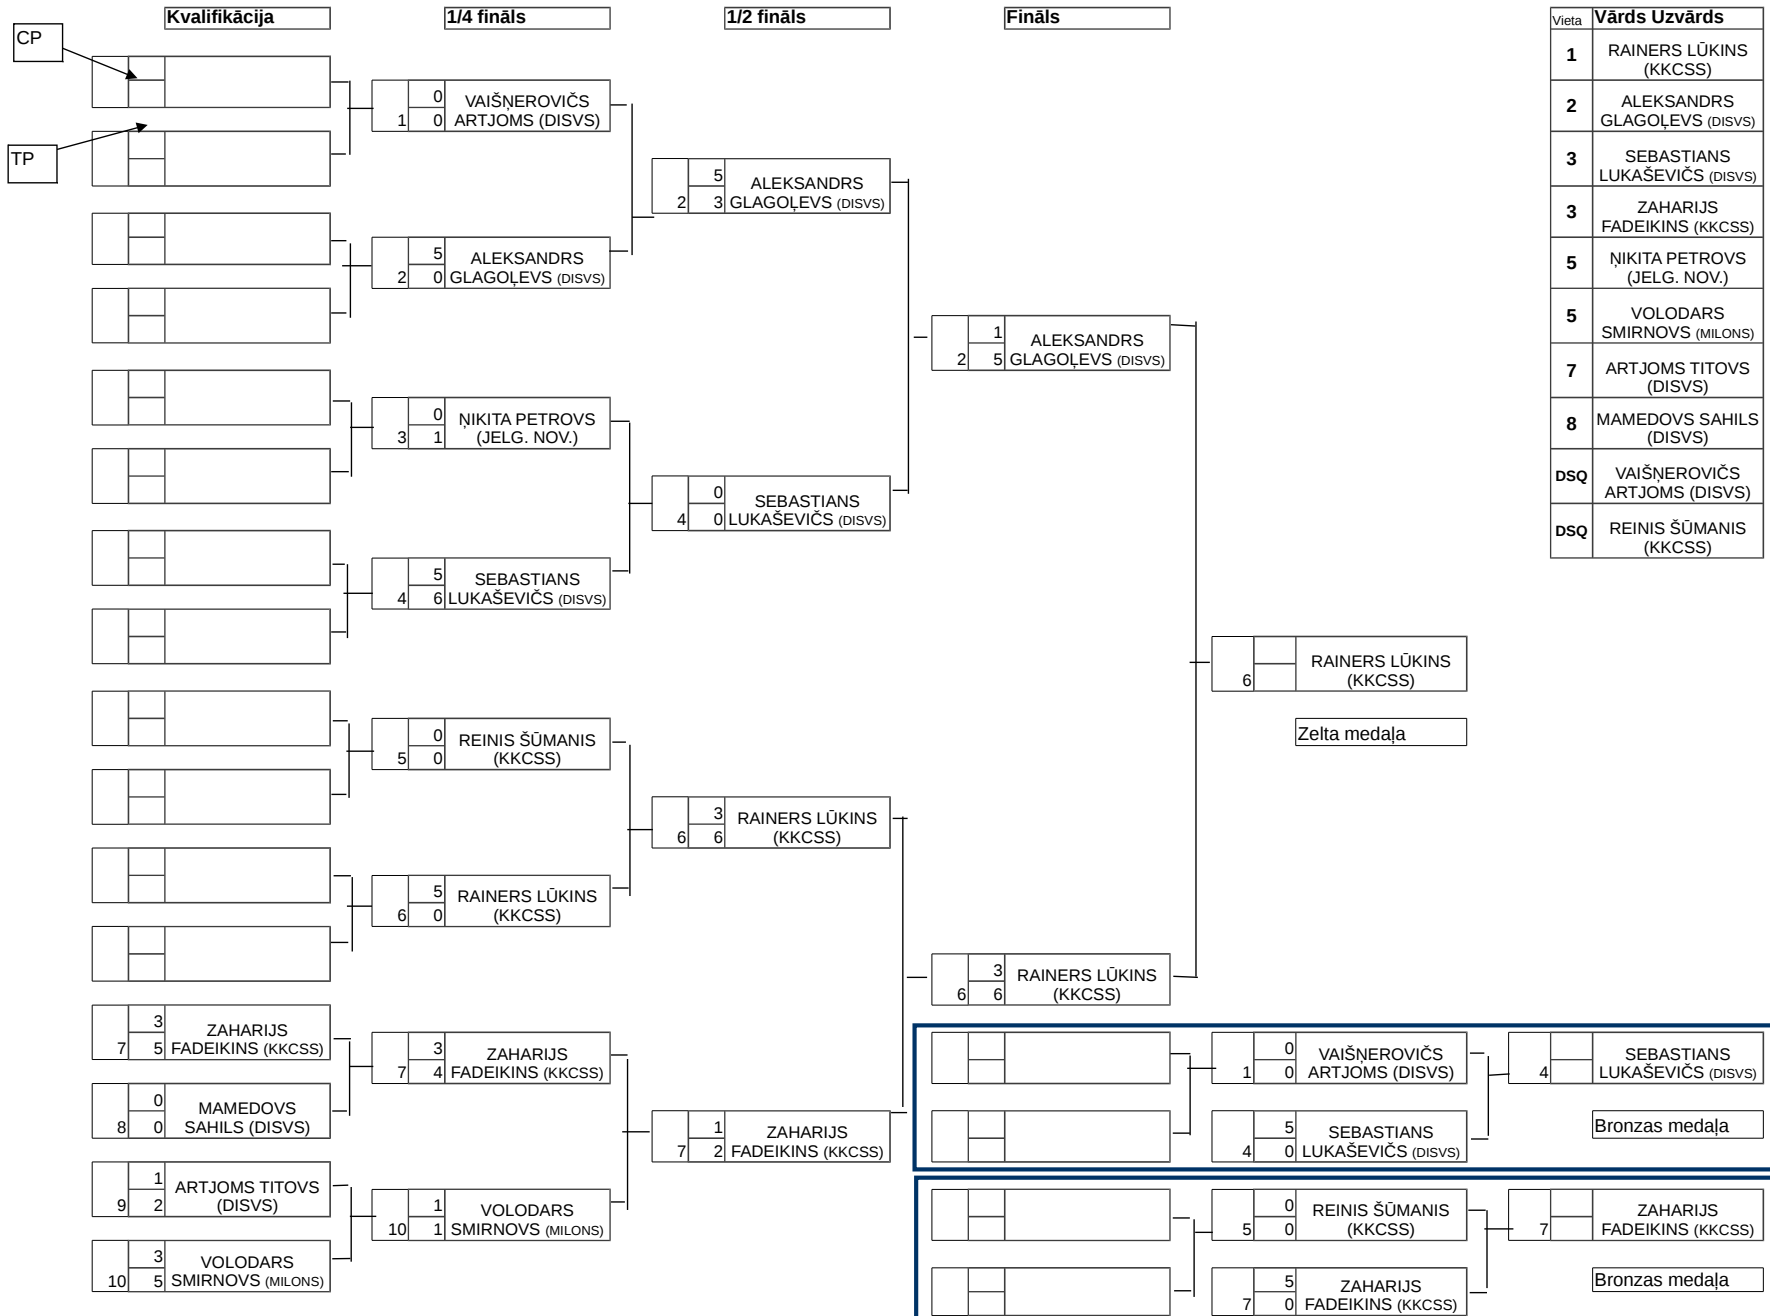 Kvalifikācija
1/4 fināls
1/2 fināls
Fināls
Vieta Vārds Uzvārds
CP
TP
0
1 0
VAIŠŅEROVIČS
ARTJOMS (DISVS)
5
2 0
ALEKSANDRS
GLAGOĻEVS (DISVS)
0
3 1
ŅIKITA PETROVS
(JELG. NOV.)
5
4 6
SEBASTIANS
LUKAŠEVIČS (DISVS)
0
5 0
REINIS ŠŪMANIS
(KKCSS)
5
6 0
RAINERS LŪKINS
(KKCSS)
3
7 5
ZAHARIJS
FADEIKINS (KKCSS)
0
8 0
MAMEDOVS
SAHILS (DISVS)
1
9 2
ARTJOMS TITOVS
(DISVS)
3
10 5
VOLODARS
SMIRNOVS (MILONS)
3
7 4
ZAHARIJS
FADEIKINS (KKCSS)
1
10 1
VOLODARS
SMIRNOVS (MILONS)
5
2 3
ALEKSANDRS
GLAGOĻEVS (DISVS)
0
4 0
SEBASTIANS
LUKAŠEVIČS (DISVS)
3
6 6
RAINERS LŪKINS
(KKCSS)
1
7 2
ZAHARIJS
FADEIKINS (KKCSS)
1
2 5
ALEKSANDRS
GLAGOĻEVS (DISVS)
3
6 6
RAINERS LŪKINS
(KKCSS)
6
RAINERS LŪKINS
(KKCSS)
Zelta medaļa
0
1 0
VAIŠŅEROVIČS
ARTJOMS (DISVS)
5
4 0
SEBASTIANS
LUKAŠEVIČS (DISVS)
4
SEBASTIANS
LUKAŠEVIČS (DISVS)
Bronzas medaļa
0
5 0
REINIS ŠŪMANIS
(KKCSS)
5
7 0
ZAHARIJS
FADEIKINS (KKCSS)
7
ZAHARIJS
FADEIKINS (KKCSS)
Bronzas medaļa
1 RAINERS LŪKINS
(KKCSS)
2 ALEKSANDRS
GLAGOĻEVS (DISVS)
3 SEBASTIANS
LUKAŠEVIČS (DISVS)
3 ZAHARIJS
FADEIKINS (KKCSS)
5 ŅIKITA PETROVS
(JELG. NOV.)
5 VOLODARS
SMIRNOVS (MILONS)
7 ARTJOMS TITOVS
(DISVS)
8 MAMEDOVS SAHILS
(DISVS)
DSQ VAIŠŅEROVIČS
ARTJOMS (DISVS)
DSQ REINIS ŠŪMANIS
(KKCSS)